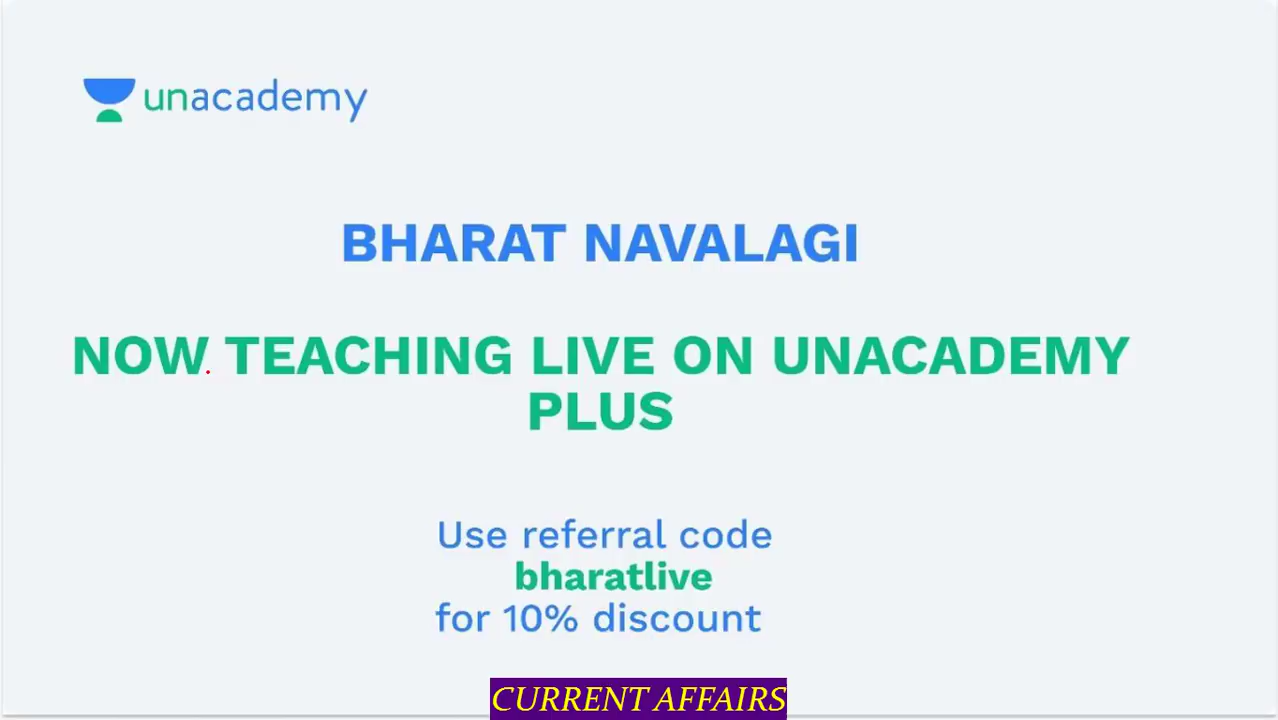 unacademy
BHARAT NAVALAGI
NOW TEACHING LIVE ON UNACADEMY
PLUS
Use referral code
bharatlive
for 10% discount
CURRENT AFFAIRS